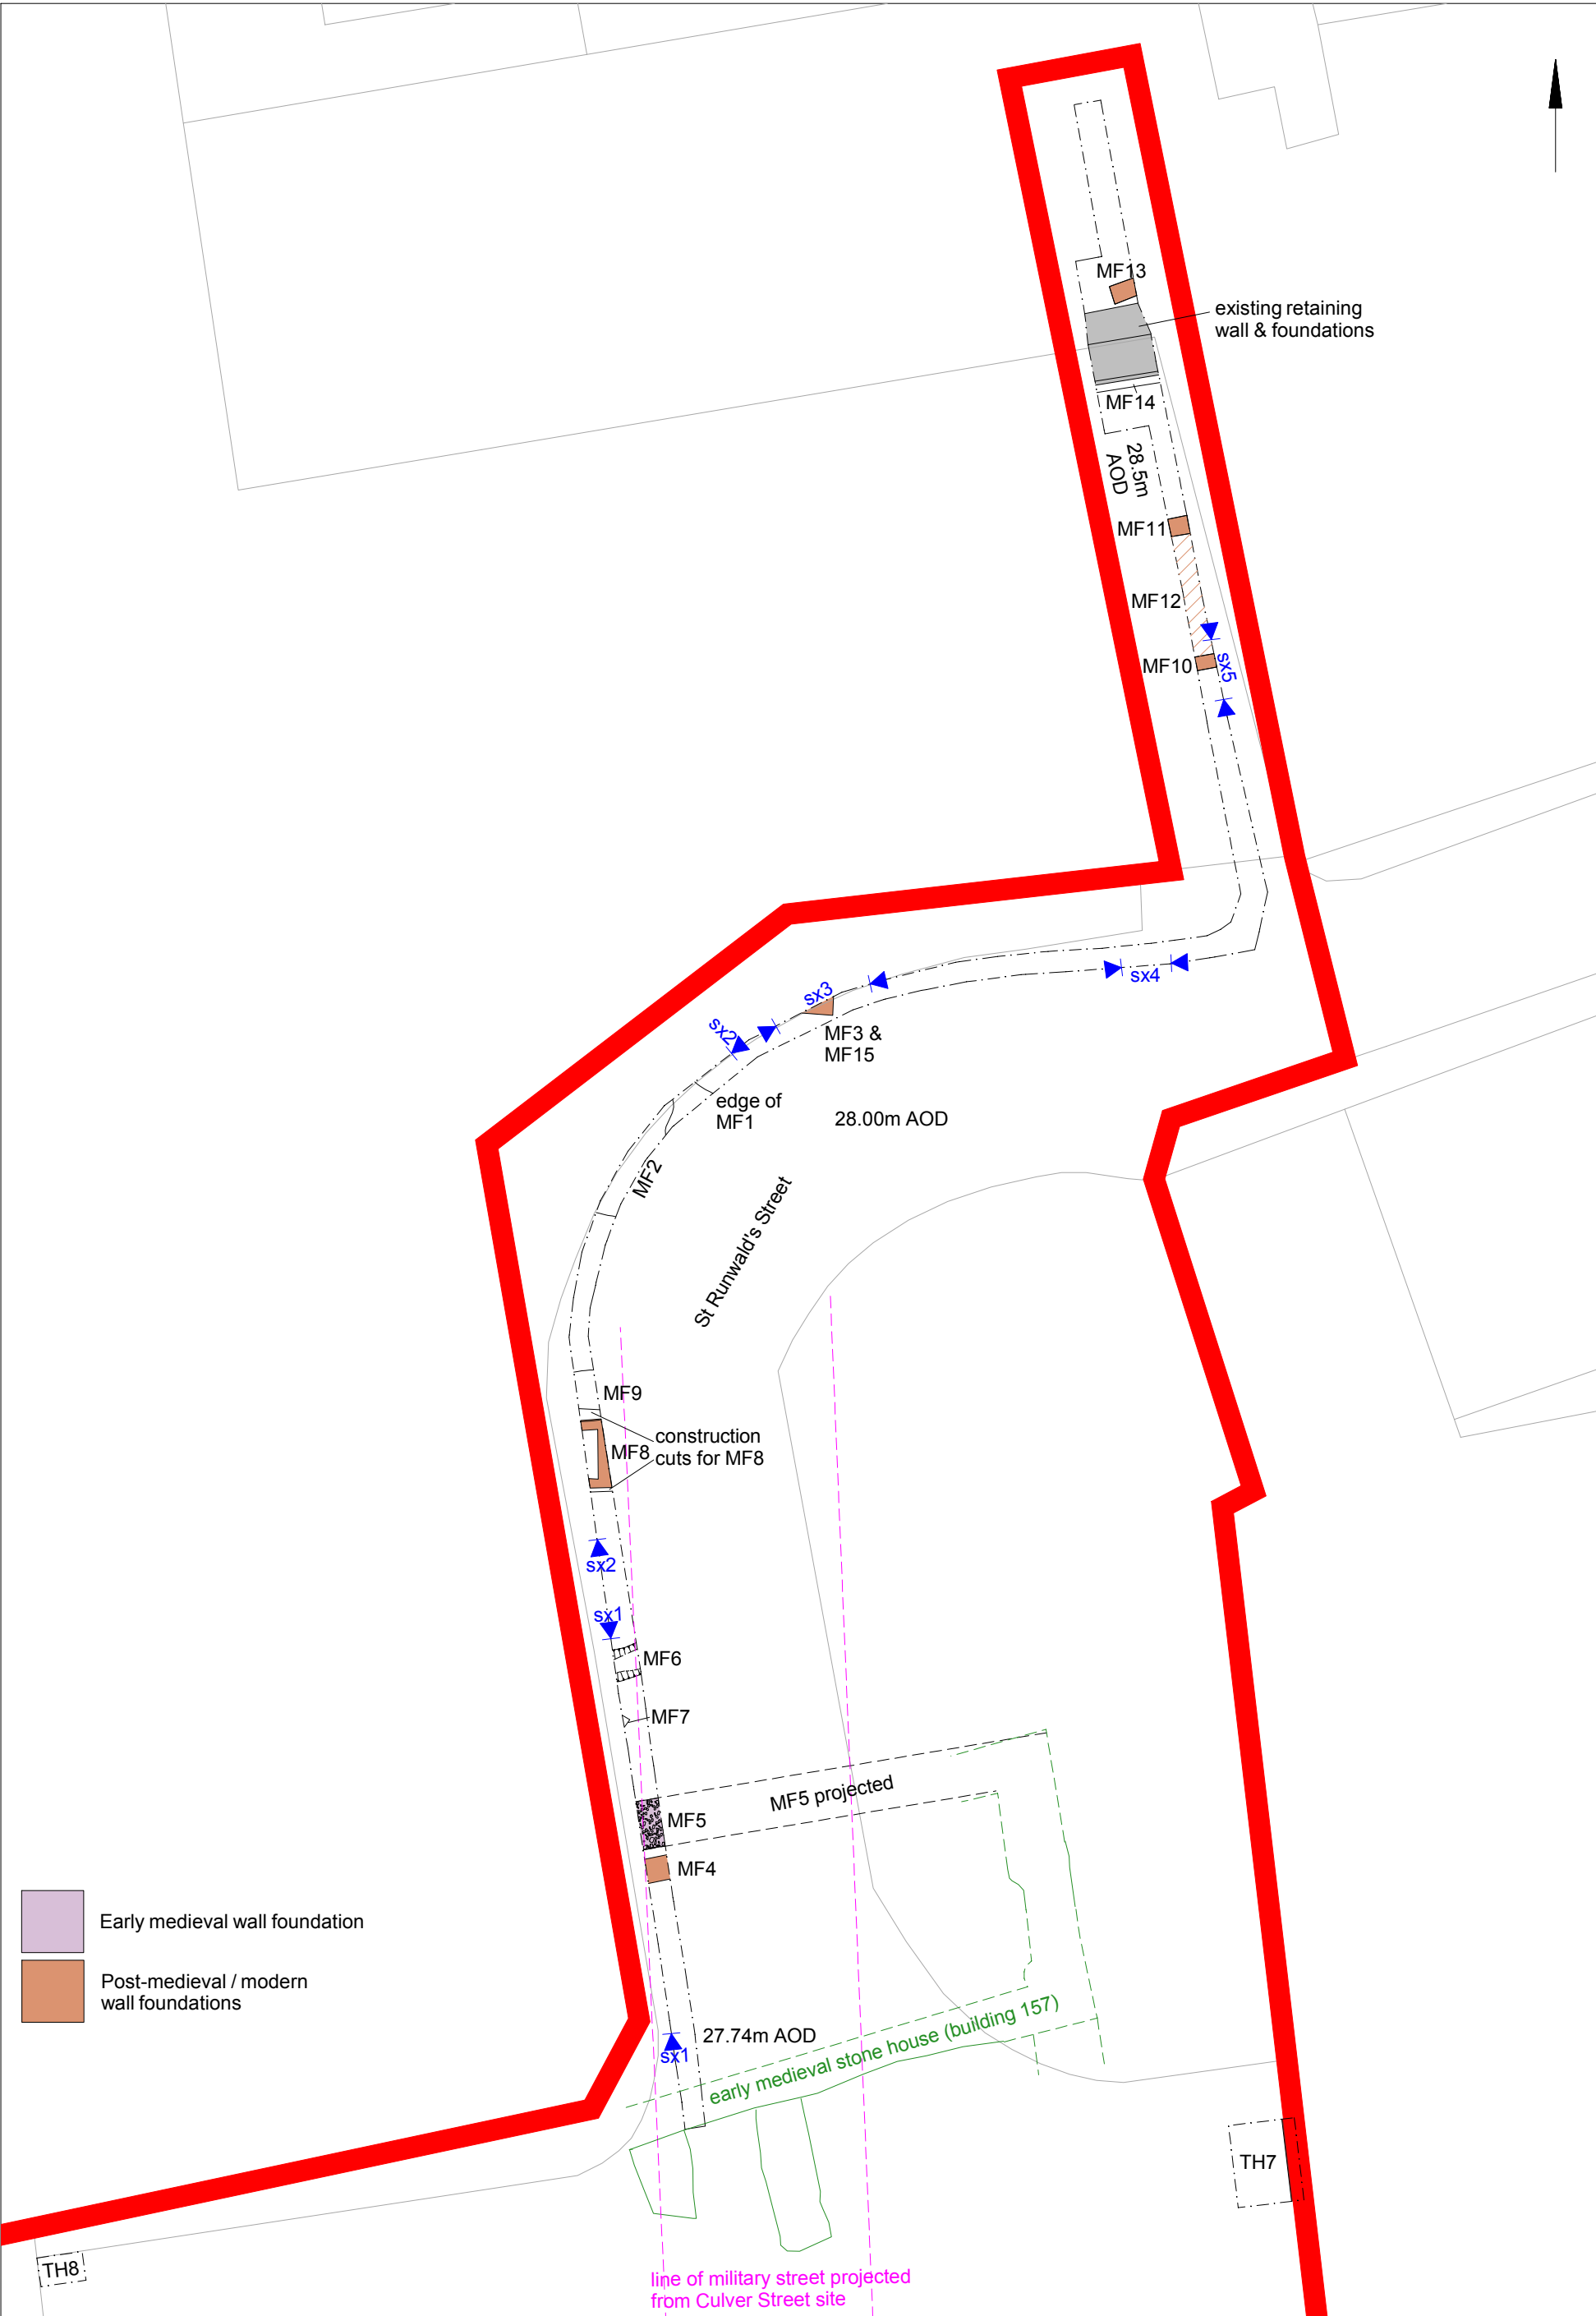 MF13
existing retaining
wall & foundations
MF14
28.5m
AOD
MF11
MF12
MF10
sx5
sx4
sx3
sx2
MF3 &
MF15
edge of
MF1
28.00m AOD
MF2
St Runwald's Street
MF9
construction
cuts for MF8
MF8
sx2
sx1
MF6
MF7
MF5 projected
MF5
MF4
Early medieval wall foundation
Post-medieval / modern
wall foundations
27.74m AOD
sx1
early medieval stone house (building 157)
TH7
TH8
line of military street projected
from Culver Street site